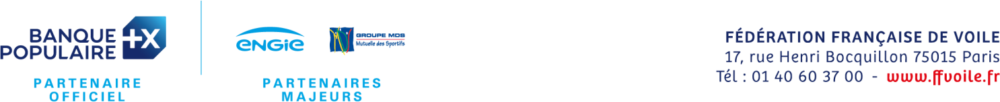 BANQUE
POPULAIRE
+X
PARTENAIRE
OFFICIEL
ENGIE
GROUPE MDS
Mutuelle des Sportifs
PARTENAIRES
MAJEURS
FÉDÉRATION FRANÇAISE DE VOILE
17, rue Henri Bocquillon 75015 Paris
Tél : 01 40 60 37 00 - www.ffvoile.fr